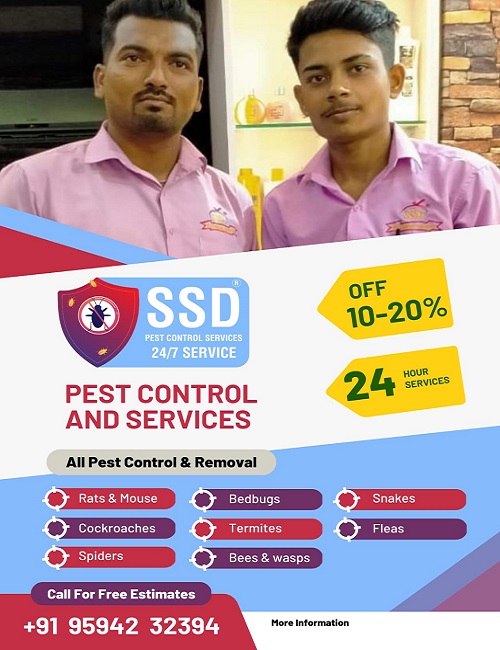 SSD®
PEST CONTROL SERVICES
24/7 SERVICE
OFF
10-20%
24 HOUR
SERVICES
PEST CONTROL
AND SERVICES
All Pest Control & Removal
Rats & Mouse
Bedbugs
Snakes
Cockroaches
Termites
Fleas
Spiders
Bees & wasps
Call For Free Estimates
+91 95942 32394
More Information